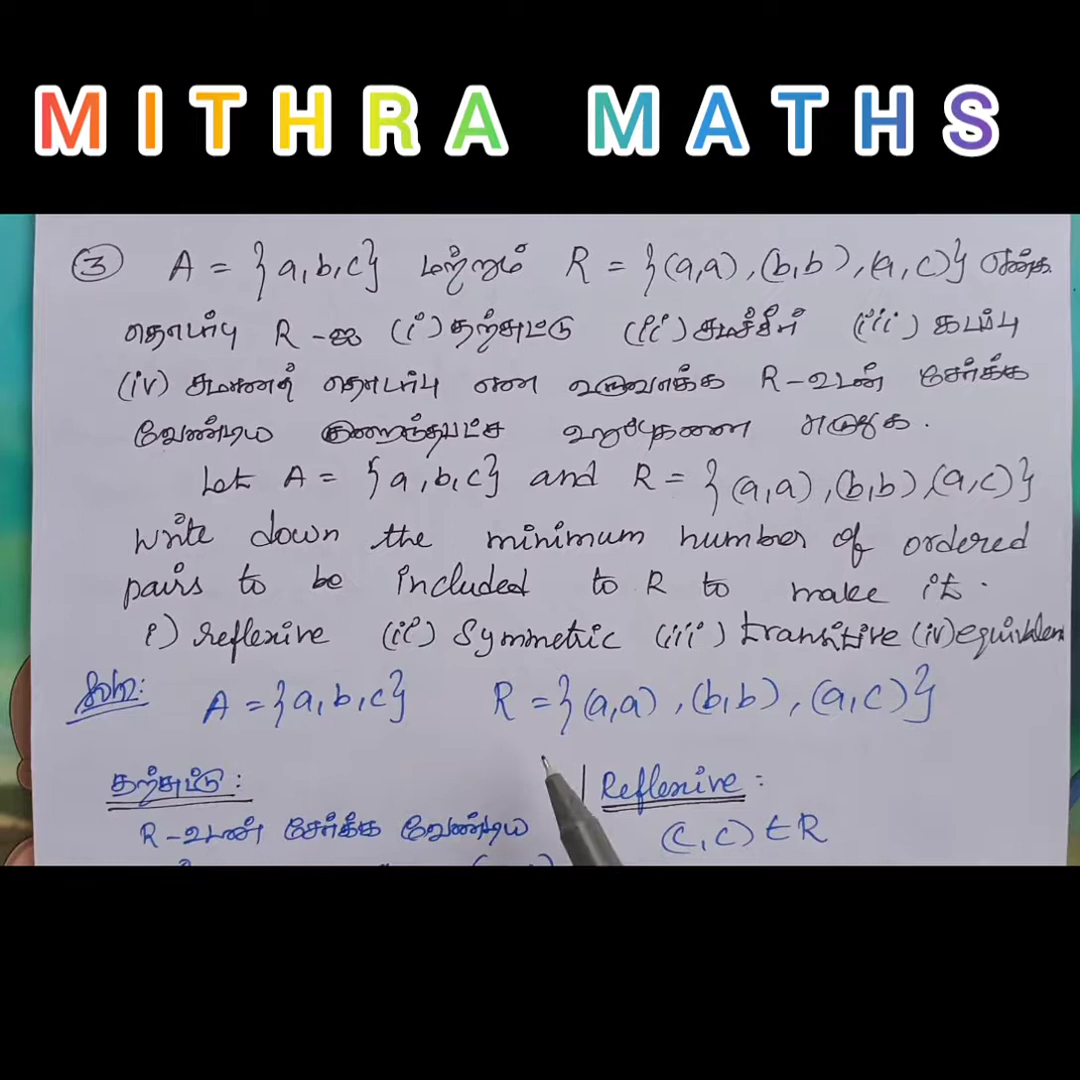 MITHRA MATHS
③ A = {a,b,c} மற்றும் R = {(a,a), (b,b), (a,c)} என்க.
தொடர்பு R-ஐ (i) தற்சுட்டு (ii) சமச்சீர் (iii) கடப்பு
(iv) சமானத் தொடர்பு என உருவாக்க R-உடன் சேர்க்க
வேண்டிய குறைந்தபட்ச உறுப்புகளை எழுதுக.
Let A = {a,b,c} and R = {(a,a), (b,b), (a,c)}
write down the minimum number of ordered
pairs to be included to R to make it.
i) reflexive (ii) Symmetric (iii) transitive (iv) equivalen
தீர்வு: A = {a,b,c} R = {(a,a), (b,b), (a,c)}
தற்சுட்டு: Reflexive:
R-உடன் சேர்க்க வேண்டிய (c,c) ∈ R